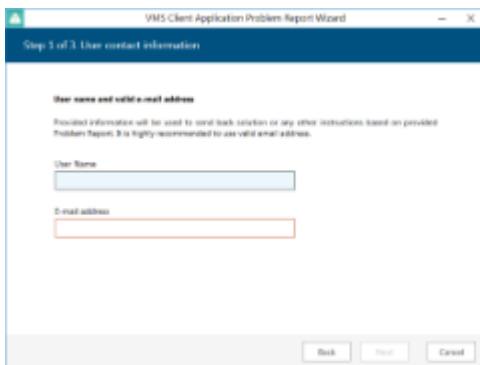 VMS Client Application Problem Report Wizard
Step 1 of 3. User contact information
User name and valid e-mail address
Provided information will be used to send back solution or any other instructions based on provided
Problem Report. It is highly recommended to use valid email address.
User Name
E-mail address
Back Next Cancel